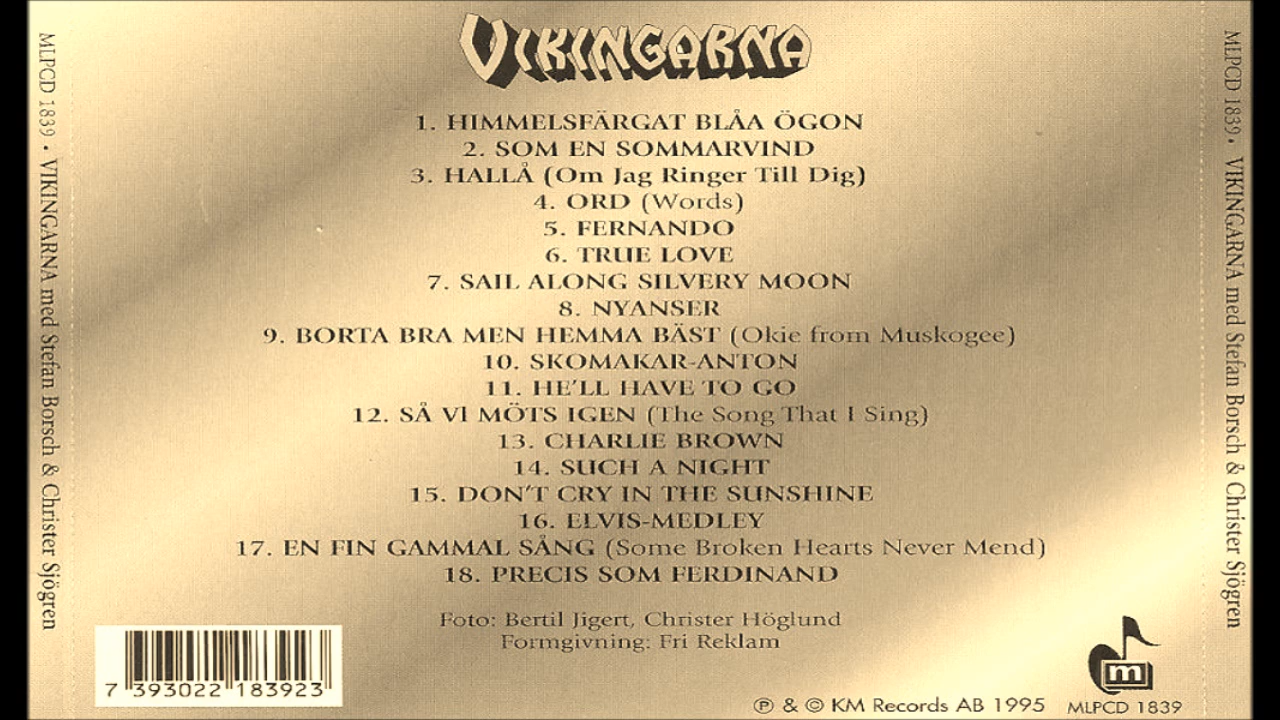 VIKINGARNA
1. HIMMELSFÄRGAT BLÅA ÖGON
2. SOM EN SOMMARVIND
3. HALLÅ (Om Jag Ringer Till Dig)
4. ORD (Words)
5. FERNANDO
6. TRUE LOVE
7. SAIL ALONG SILVERY MOON
8. NYANSER
9. BORTA BRA MEN HEMMA BÄST (Okie from Muskogee)
10. SKOMAKAR-ANTON
11. HE'LL HAVE TO GO
12. SÅ VI MÖTS IGEN (The Song That I Sing)
13. CHARLIE BROWN
14. SUCH A NIGHT
15. DON'T CRY IN THE SUNSHINE
16. ELVIS-MEDLEY
17. EN FIN GAMMAL SÅNG (Some Broken Hearts Never Mend)
18. PRECIS SOM FERDINAND
Foto: Bertil Jigert, Christer Höglund
Formgivning: Fri Reklam
7 393022 183923
m
℗ & © KM Records AB 1995
MLPCD 1839
MLPCD 1839 • VIKINGARNA med Stefan Borsch & Christer Sjögren
MLPCD 1839 • VIKINGARNA med Stefan Borsch & Christer Sjögren